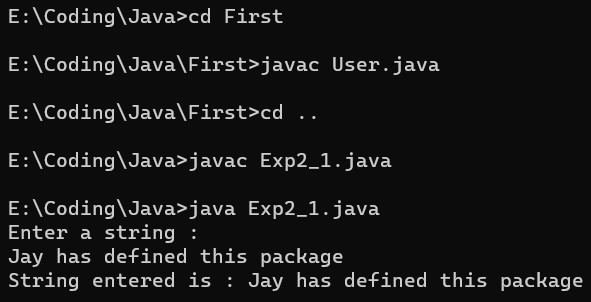 E:\Coding\Java>cd First
E:\Coding\Java\First>javac User.java
E:\Coding\Java\First>cd ..
E:\Coding\Java>javac Exp2_1.java
E:\Coding\Java>java Exp2_1.java
Enter a string :
Jay has defined this package
String entered is : Jay has defined this package